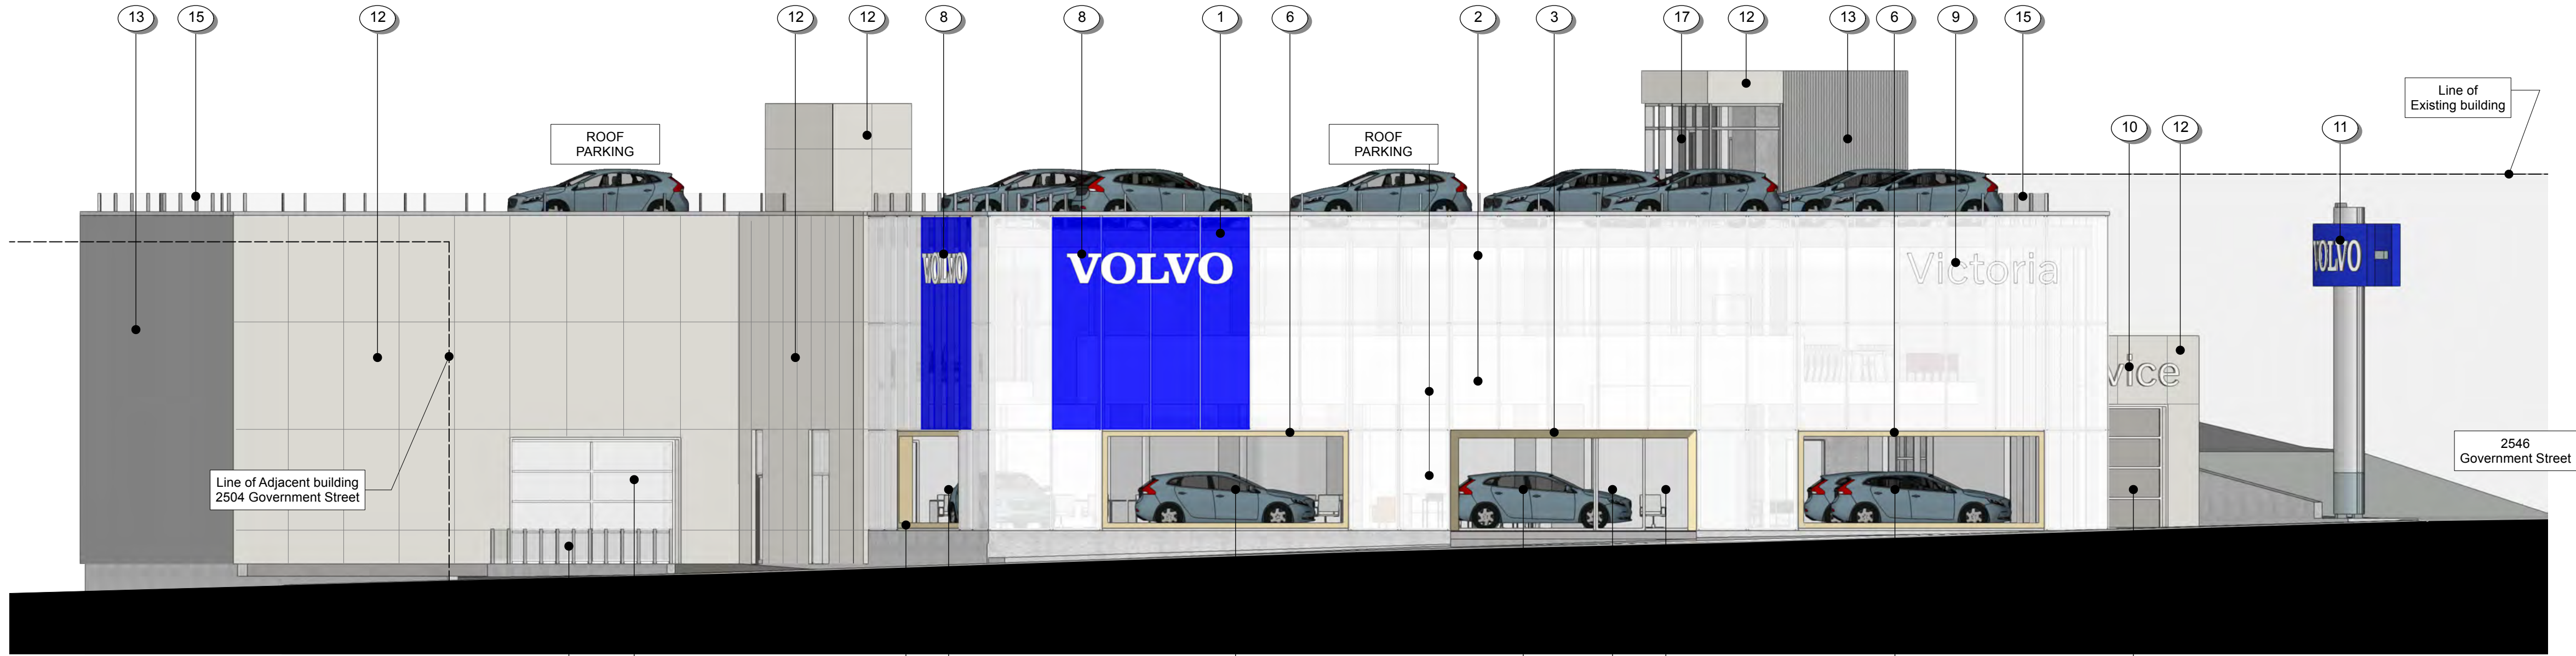 13
15
12
12
12
8
8
1
6
2
3
17
12
13
6
9
15
Line of
Existing building
ROOF
PARKING
ROOF
PARKING
10
12
11
VOLVO
VOLVO
Victoria
VOLVO
vice
Line of Adjacent building
2504 Government Street
2546
Government Street